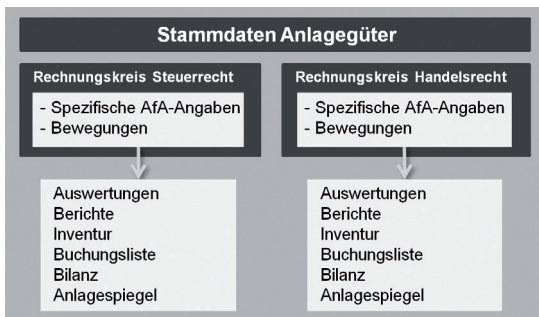 Stammdaten Anlagegüter
Rechnungskreis Steuerrecht
- Spezifische AfA-Angaben
- Bewegungen
Auswertungen
Berichte
Inventur
Buchungsliste
Bilanz
Anlagespiegel
Rechnungskreis Handelsrecht
- Spezifische AfA-Angaben
- Bewegungen
Auswertungen
Berichte
Inventur
Buchungsliste
Bilanz
Anlagespiegel